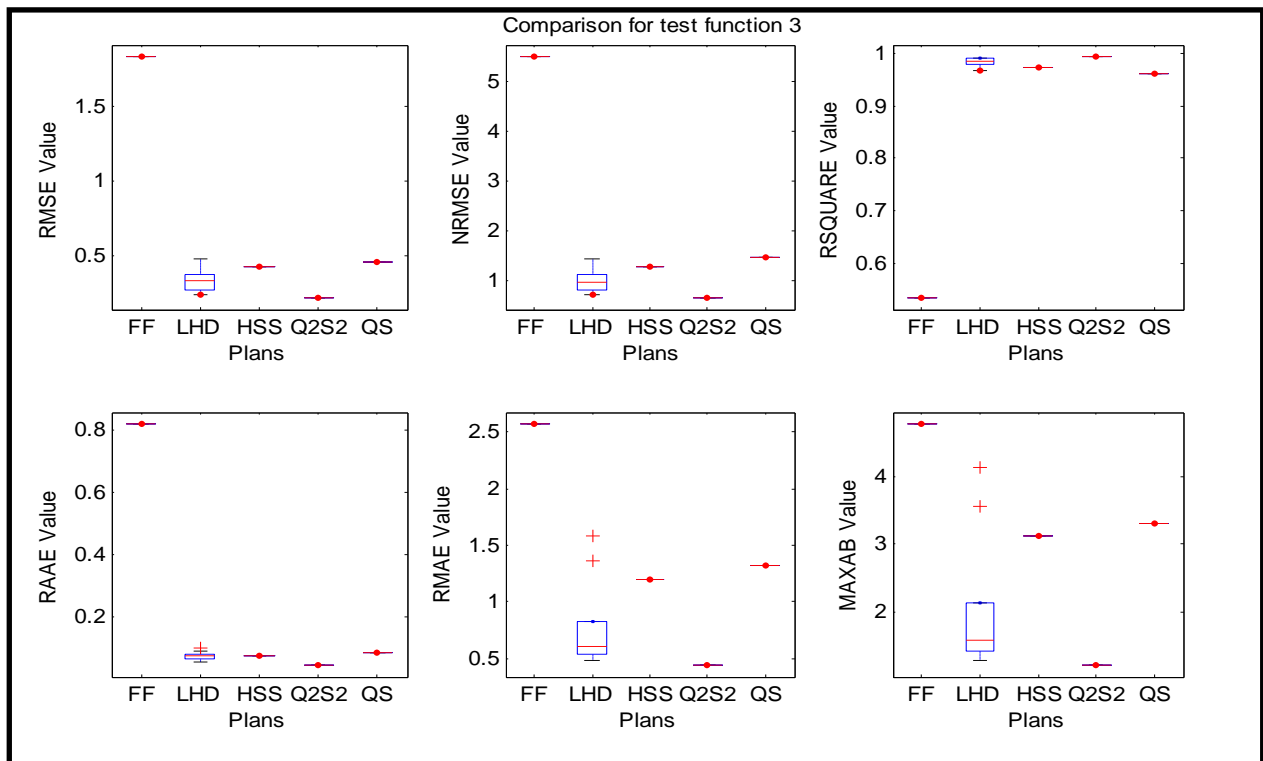 Comparison for test function 3
RMSE Value
1.5
1
0.5
FF LHD HSS Q2S2 QS
Plans
NRMSE Value
5
4
3
2
1
FF LHD HSS Q2S2 QS
Plans
RSQUARE Value
1
0.9
0.8
0.7
0.6
FF LHD HSS Q2S2 QS
Plans
RAAE Value
0.8
0.6
0.4
0.2
FF LHD HSS Q2S2 QS
Plans
RMAE Value
2.5
2
1.5
1
0.5
FF LHD HSS Q2S2 QS
Plans
MAXAB Value
4
3
2
FF LHD HSS Q2S2 QS
Plans